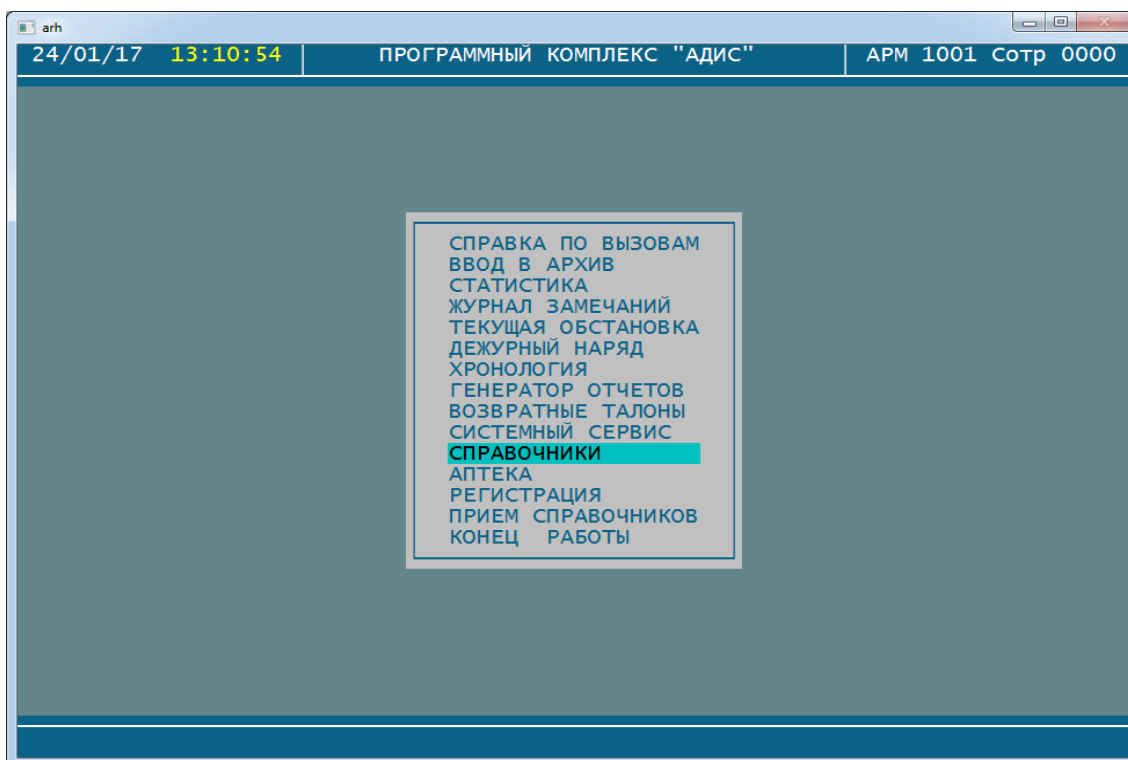 arh
24/01/17 13:10:54 ПРОГРАММНЫЙ КОМПЛЕКС "АДИС" АРМ 1001 Сотр 0000
СПРАВКА ПО ВЫЗОВАМ
ВВОД В АРХИВ
СТАТИСТИКА
ЖУРНАЛ ЗАМЕЧАНИЙ
ТЕКУЩАЯ ОБСТАНОВКА
ДЕЖУРНЫЙ НАРЯД
ХРОНОЛОГИЯ
ГЕНЕРАТОР ОТЧЕТОВ
ВОЗВРАТНЫЕ ТАЛОНЫ
СИСТЕМНЫЙ СЕРВИС
СПРАВОЧНИКИ
АПТЕКА
РЕГИСТРАЦИЯ
ПРИЕМ СПРАВОЧНИКОВ
КОНЕЦ РАБОТЫ